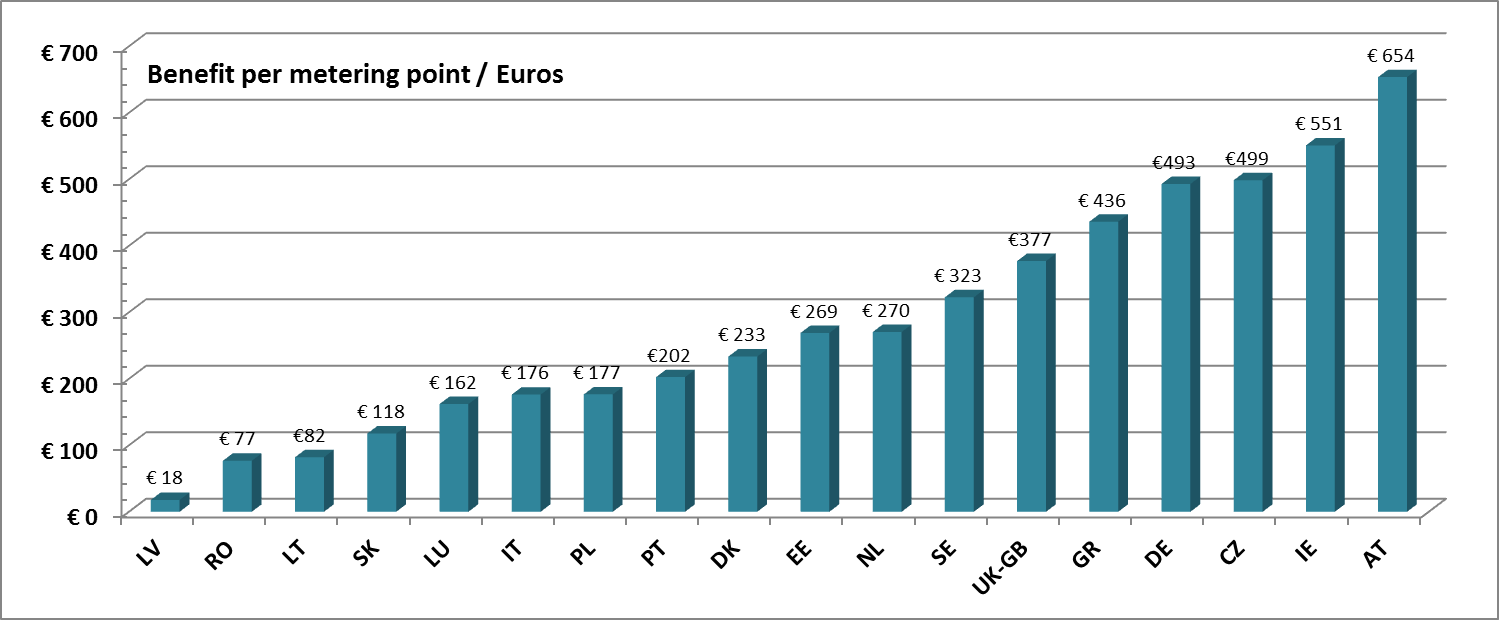 Benefit per metering point / Euros
€ 700
€ 600
€ 500
€ 400
€ 300
€ 200
€ 100
€ 0
€ 18
€ 77
€82
€ 118
€ 162
€ 176
€ 177
€202
€ 233
€ 269
€ 270
€ 323
€377
€ 436
€493
€499
€ 551
€ 654
LV
RO
LT
SK
LU
IT
PL
PT
DK
EE
NL
SE
UK-GB
GR
DE
CZ
IE
AT